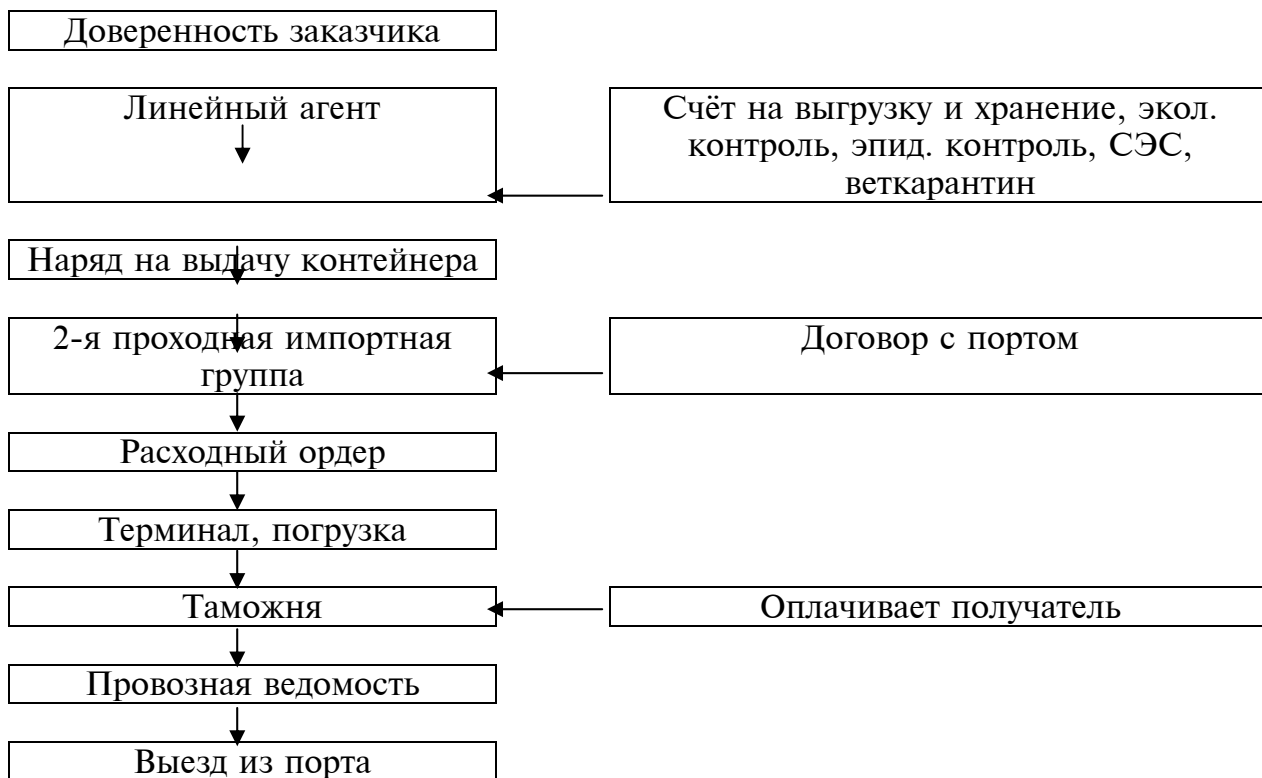 Доверенность заказчика
Линейный агент
Счёт на выгрузку и хранение, экол.
контроль, эпид. контроль, СЭС,
веткарантин
Наряд на выдачу контейнера
2-я проходная импортная
группа
Договор с портом
Расходный ордер
Терминал, погрузка
Таможня
Оплачивает получатель
Провозная ведомость
Выезд из порта